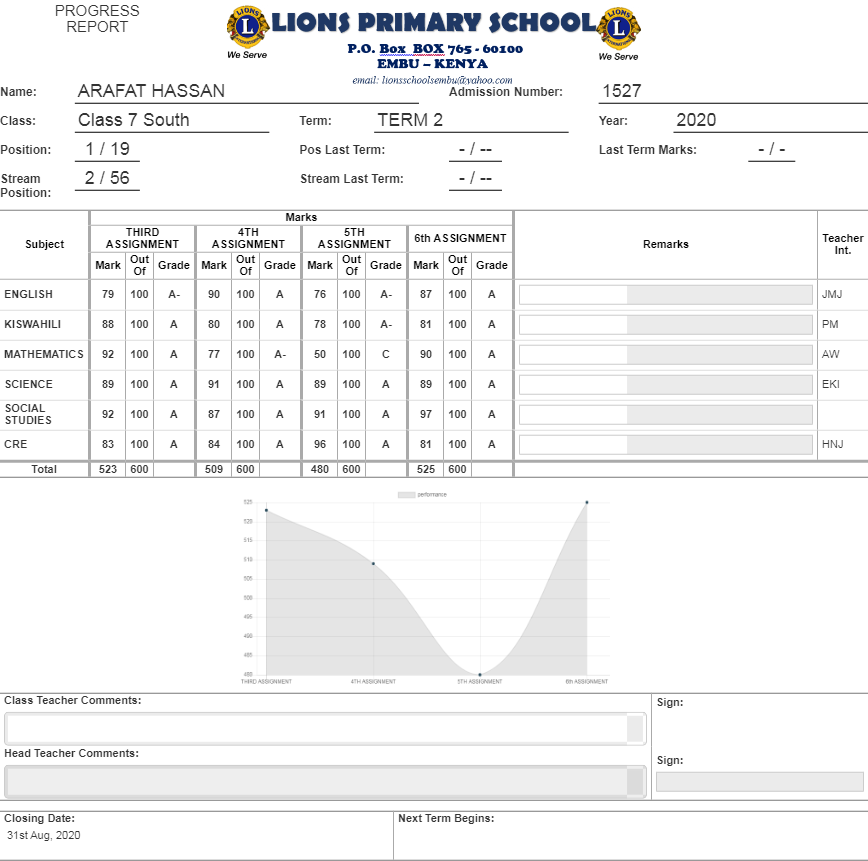 PROGRESS REPORT
LIONS PRIMARY SCHOOL
We Serve
We Serve
P.O. Box BOX 765 - 60100
EMBU – KENYA
email: lionsschoolsembu@yahoo.com
Name: ARAFAT HASSAN Admission Number: 1527
Class: Class 7 South Term: TERM 2 Year: 2020
Position: 1 / 19 Pos Last Term: - / -- Last Term Marks: - / -
Stream Position: 2 / 56 Stream Last Term: - / --
Marks
Subject THIRD ASSIGNMENT 4TH ASSIGNMENT 5TH ASSIGNMENT 6th ASSIGNMENT Remarks Teacher Int.
Mark Out Of Grade Mark Out Of Grade Mark Out Of Grade Mark Out Of Grade
ENGLISH 79 100 A- 90 100 A 76 100 A- 87 100 A JMJ
KISWAHILI 88 100 A 80 100 A 78 100 A- 81 100 A PM
MATHEMATICS 92 100 A 77 100 A- 50 100 C 90 100 A AW
SCIENCE 89 100 A 91 100 A 89 100 A 89 100 A EKI
SOCIAL STUDIES 92 100 A 87 100 A 91 100 A 97 100 A
CRE 83 100 A 84 100 A 96 100 A 81 100 A HNJ
Total 523 600 509 600 480 600 525 600
performance
525
520
515
510
505
500
495
490
485
480
THIRD ASSIGNMENT 4TH ASSIGNMENT 5TH ASSIGNMENT 6th ASSIGNMENT
Class Teacher Comments: Sign:
Head Teacher Comments: Sign:
Closing Date: Next Term Begins:
31st Aug, 2020